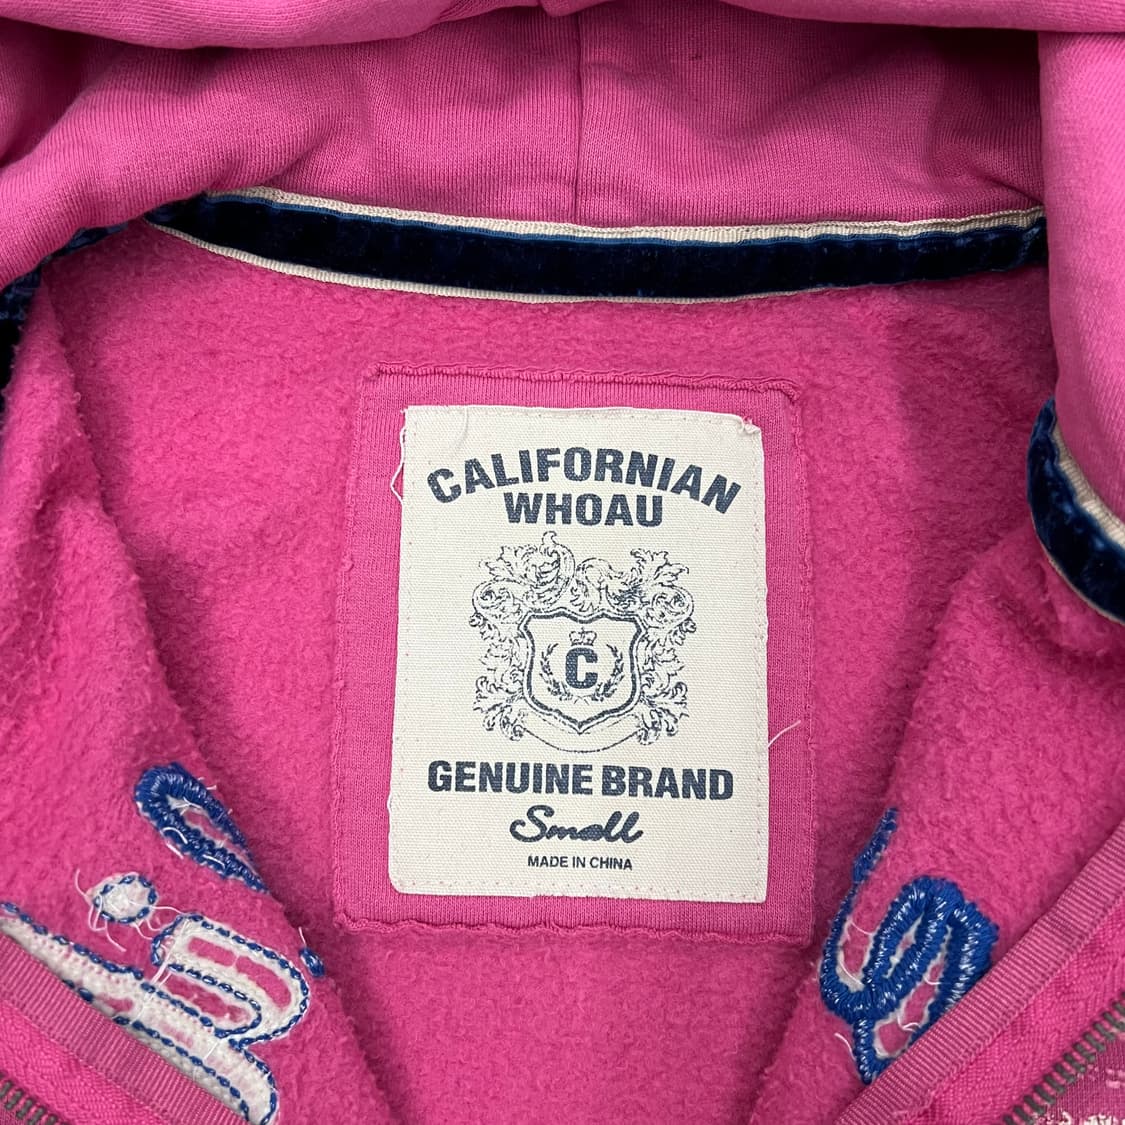 CALIFORNIAN
WHOAU
C
GENUINE BRAND
Small
MADE IN CHINA